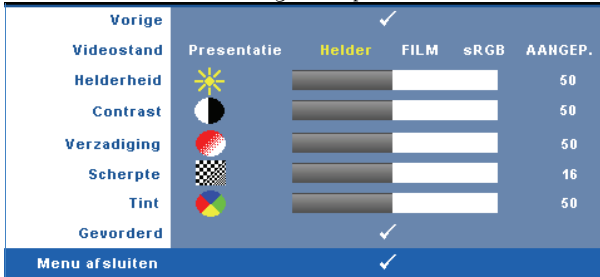 Vorige
Videostand Presentatie Helder FILM sRGB AANGEP.
Helderheid 50
Contrast 50
Verzadiging 50
Scherpte 16
Tint 50
Gevorderd
Menu afsluiten